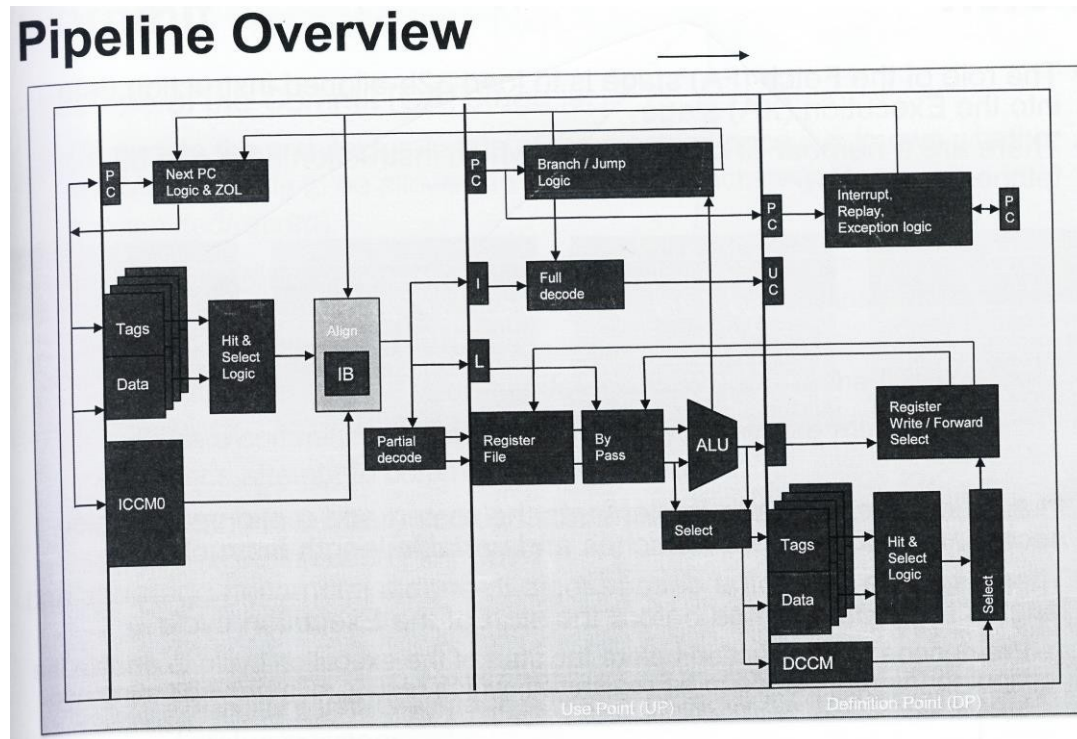 Pipeline Overview
P
C
Next PC
Logic & ZOL
P
C
Branch / Jump
Logic
P
C
Interrupt,
Replay,
Exception logic
P
C
I
Full
decode
U
C
Tags
Data
Hit &
Select
Logic
Align
IB
L
Partial
decode
Register
File
By
Pass
ALU
Register
Write / Forward
Select
ICCM0
Select
Tags
Data
Hit &
Select
Logic
Select
DCCM
Use Point (UP)
Definition Point (DP)